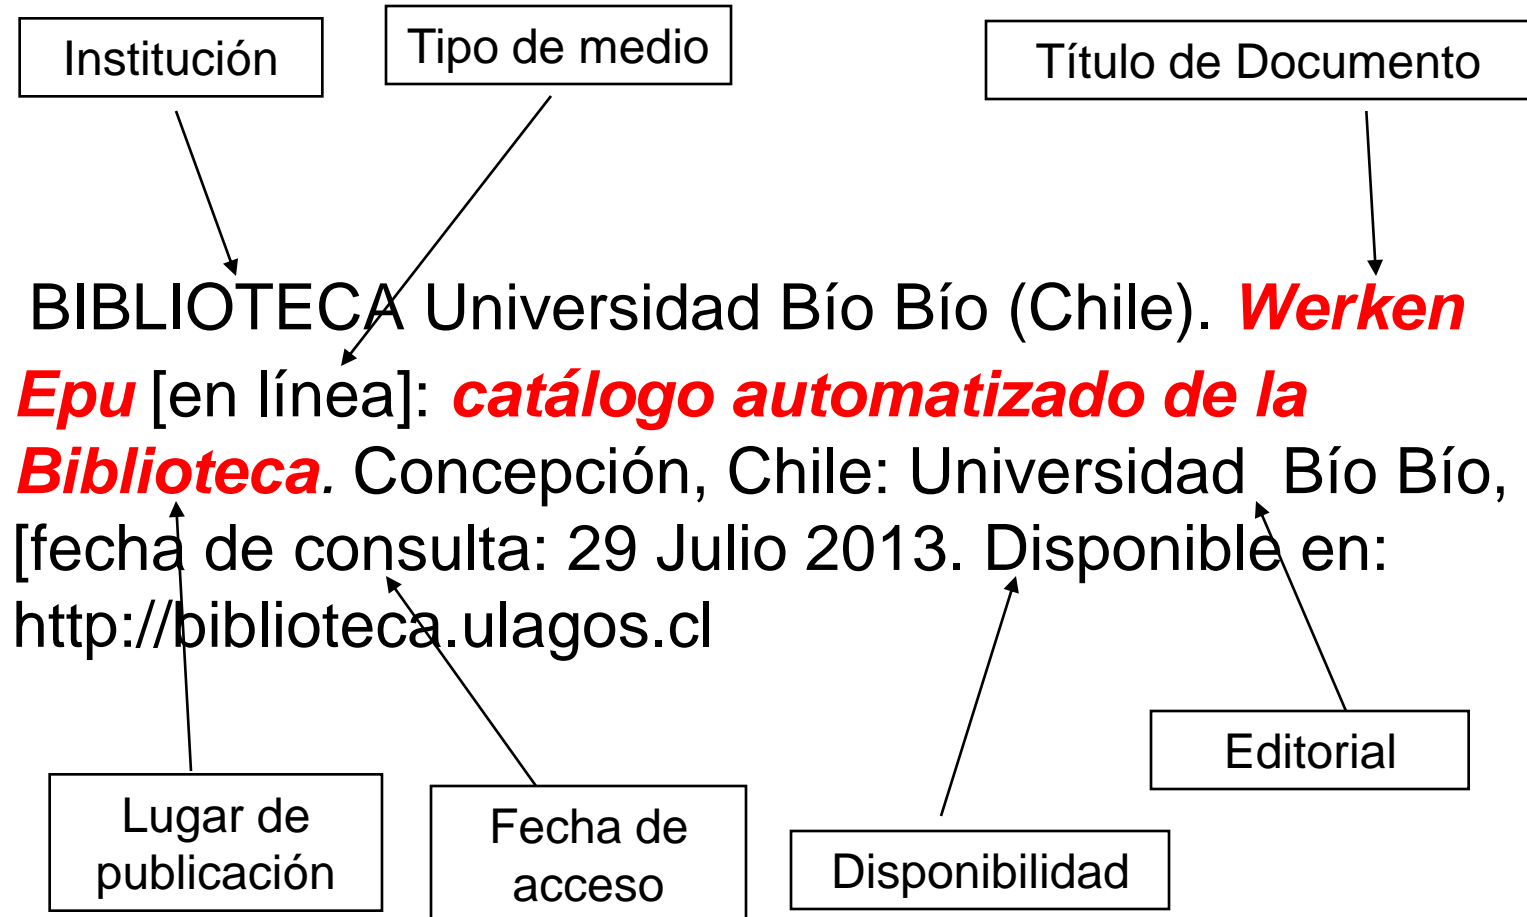 Institución
Tipo de medio
Título de Documento
BIBLIOTECA Universidad Bío Bío (Chile). Werken
Epu [en línea]: catálogo automatizado de la
Biblioteca. Concepción, Chile: Universidad Bío Bío,
[fecha de consulta: 29 Julio 2013. Disponible en:
http://biblioteca.ulagos.cl
Editorial
Lugar de
publicación
Fecha de
acceso
Disponibilidad